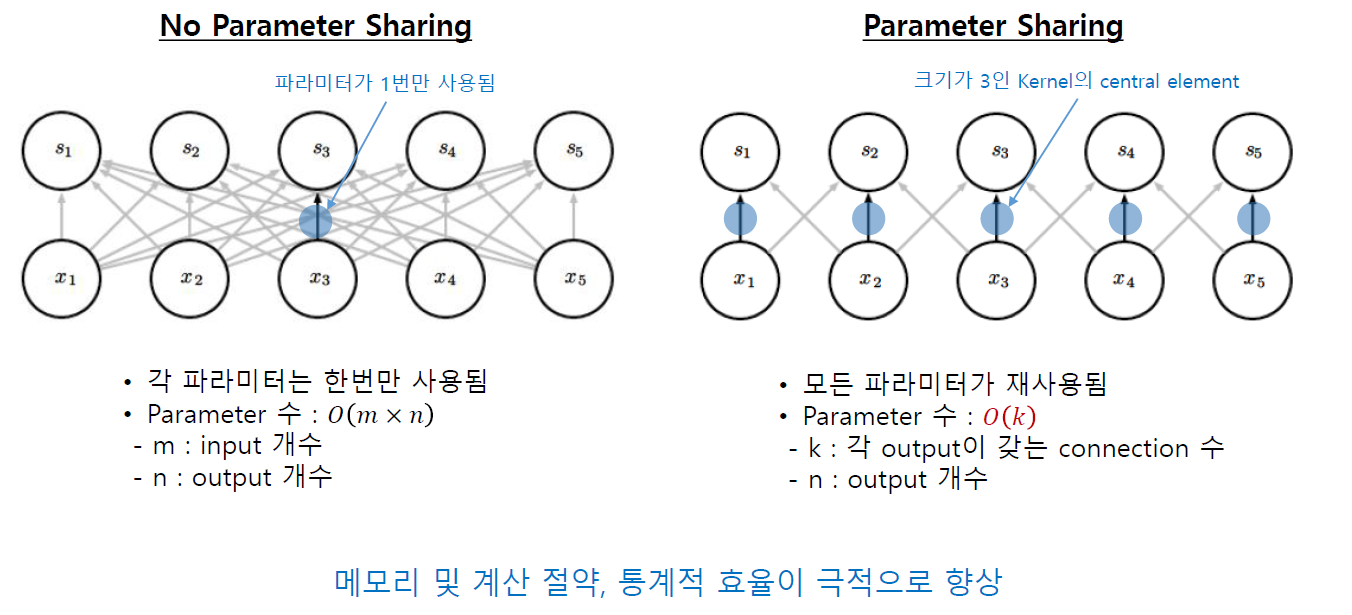 No Parameter Sharing
파라미터가 1번만 사용됨
s1 s2 s3 s4 s5
x1 x2 x3 x4 x5
• 각 파라미터는 한번만 사용됨
• Parameter 수 : O(m × n)
- m : input 개수
- n : output 개수
Parameter Sharing
크기가 3인 Kernel의 central element
s1 s2 s3 s4 s5
x1 x2 x3 x4 x5
• 모든 파라미터가 재사용됨
• Parameter 수 : O(k)
- k : 각 output이 갖는 connection 수
- n : output 개수
메모리 및 계산 절약, 통계적 효율이 극적으로 향상